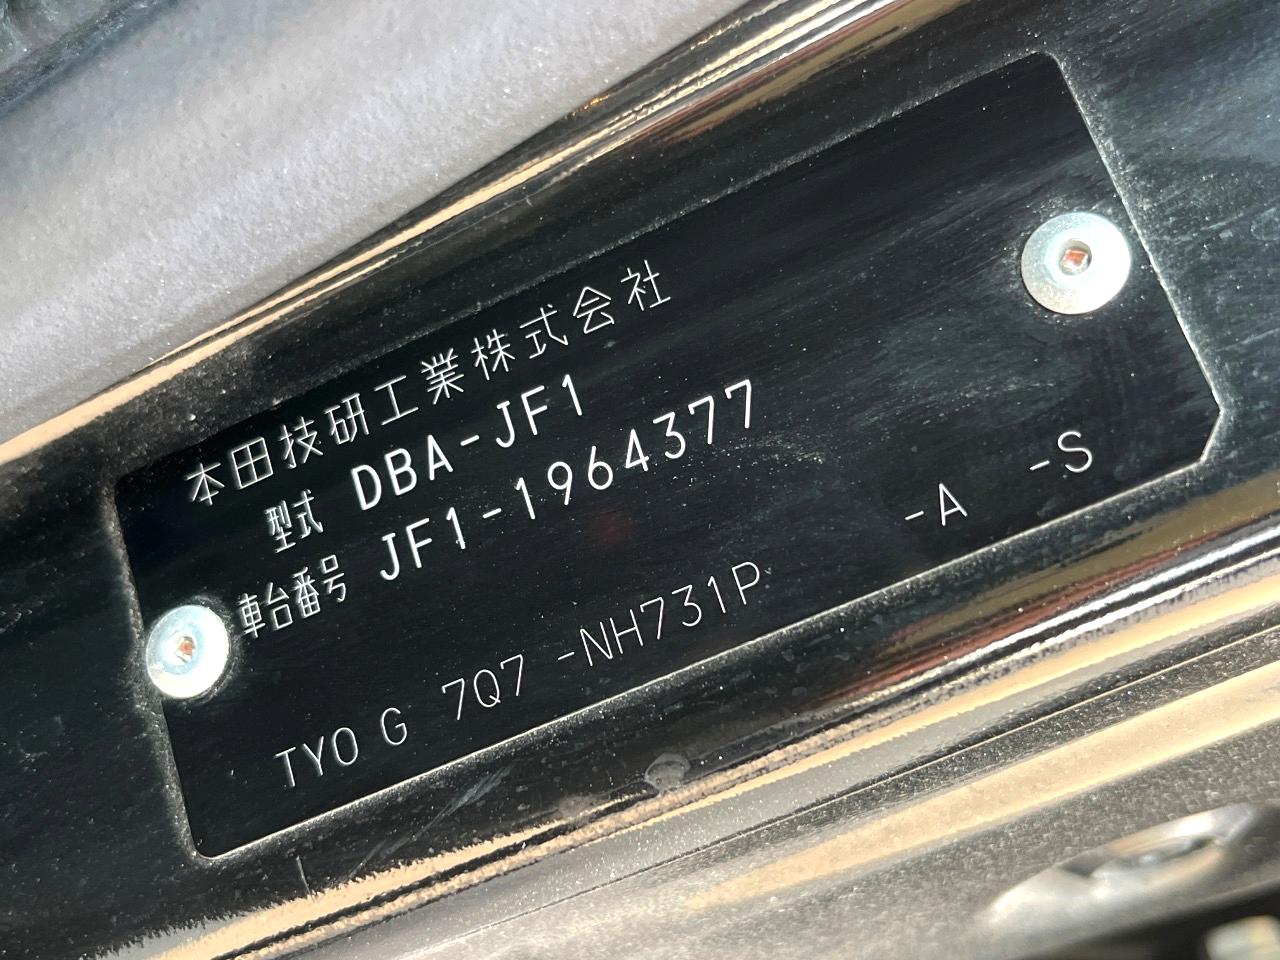 本田技研工業株式会社
型式 DBA-JF1
車台番号 JF1-1964377
TYO G 7Q7 -NH731P -A -S